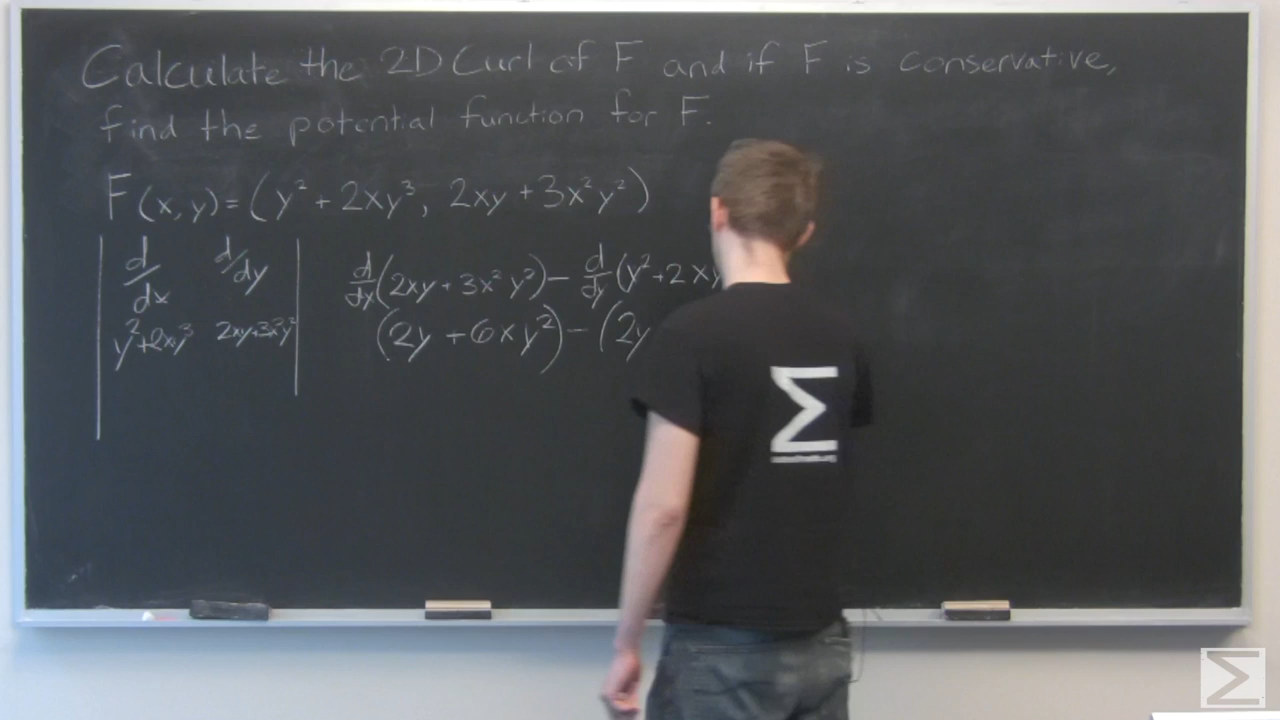 Calculate the 2D Curl of F and if F is conservative,
find the potential function for F.
F(x,y)=(y²+2xy³, 2xy+3x²y²)
d/dx d/dy
y²+2xy³ 2xy+3x²y²
d/dx(2xy+3x²y²)-d/dy(y²+2xy
(2y+6xy²)-(2y
Σ
Σ